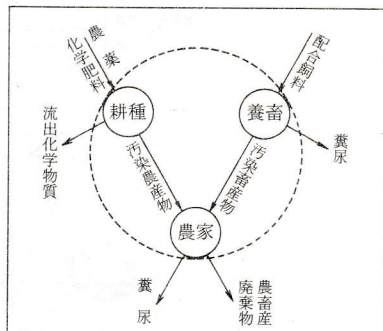 農薬
化学肥料
配合飼料
耕種
養畜
流出化学物質
汚染農産物
汚染畜産物
糞尿
農家
糞尿
農畜産
廃棄物